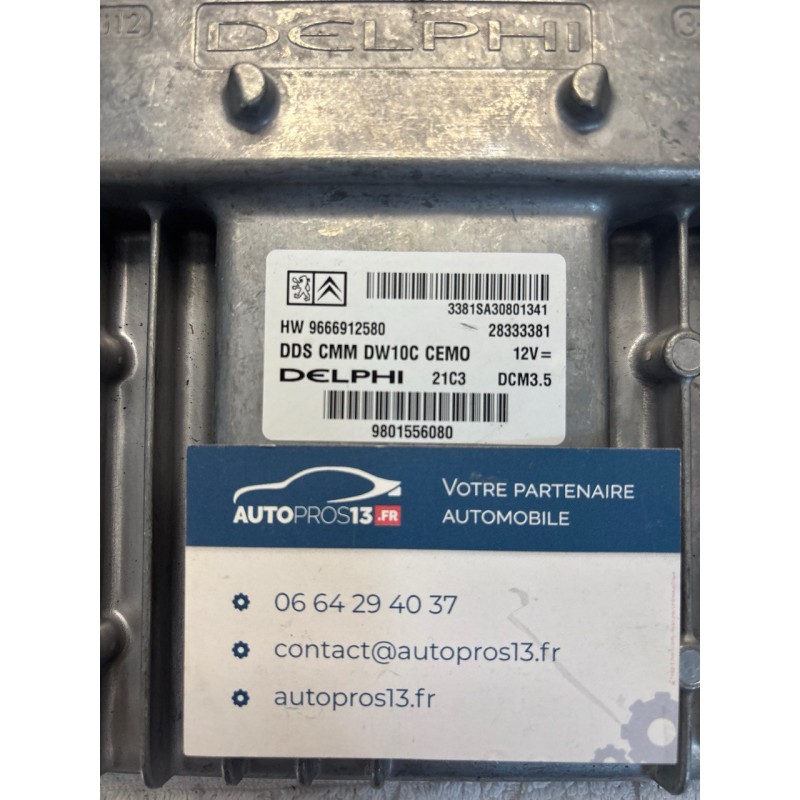 DELPHI
3381SA30801341
HW 9666912580 28333381
DDS CMM DW10C CEMO 12V=
DELPHI 21C3 DCM3.5
9801556080
AUTOPROS13.FR
VOTRE PARTENAIRE
AUTOMOBILE
06 64 29 40 37
contact@autopros13.fr
autopros13.fr